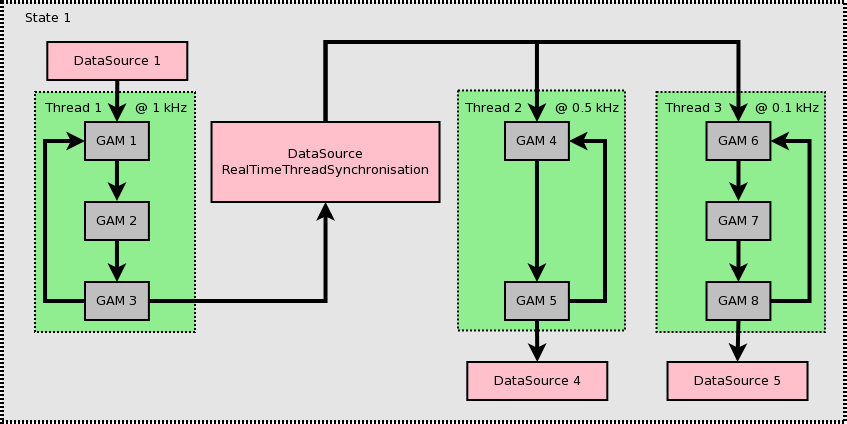 State 1
DataSource 1
Thread 1 @ 1 kHz
GAM 1
GAM 2
GAM 3
DataSource
RealTimeThreadSynchronisation
Thread 2 @ 0.5 kHz
GAM 4
GAM 5
DataSource 4
Thread 3 @ 0.1 kHz
GAM 6
GAM 7
GAM 8
DataSource 5